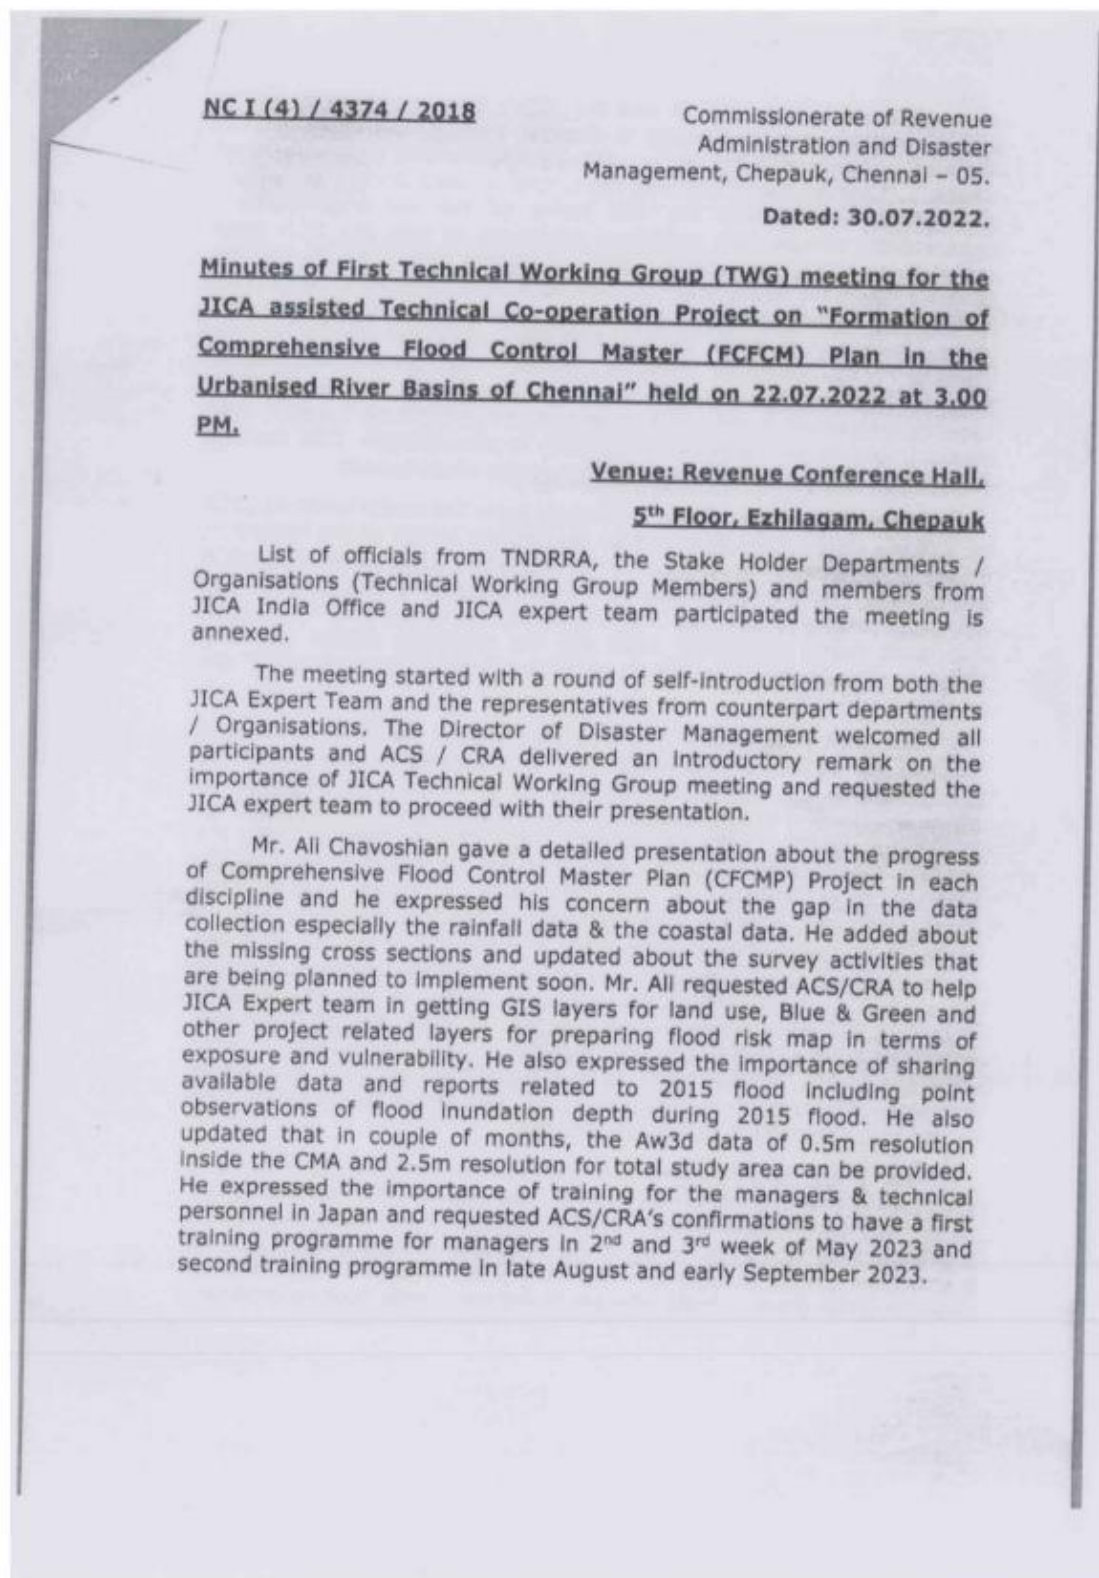 NC I (4) / 4374 / 2018
Commissionerate of Revenue
Administration and Disaster
Management, Chepauk, Chennai – 05.
Dated: 30.07.2022.
Minutes of First Technical Working Group (TWG) meeting for the
JICA assisted Technical Co-operation Project on "Formation of
Comprehensive Flood Control Master (FCFCM) Plan in the
Urbanised River Basins of Chennai" held on 22.07.2022 at 3.00
PM.
Venue: Revenue Conference Hall,
5th Floor, Ezhilagam, Chepauk
List of officials from TNDRRA, the Stake Holder Departments /
Organisations (Technical Working Group Members) and members from
JICA India Office and JICA expert team participated the meeting is
annexed.
The meeting started with a round of self-introduction from both the
JICA Expert Team and the representatives from counterpart departments
/ Organisations. The Director of Disaster Management welcomed all
participants and ACS / CRA delivered an introductory remark on the
importance of JICA Technical Working Group meeting and requested the
JICA expert team to proceed with their presentation.
Mr. Ali Chavoshian gave a detailed presentation about the progress
of Comprehensive Flood Control Master Plan (CFCMP) Project in each
discipline and he expressed his concern about the gap in the data
collection especially the rainfall data & the coastal data. He added about
the missing cross sections and updated about the survey activities that
are being planned to implement soon. Mr. Ali requested ACS/CRA to help
JICA Expert team in getting GIS layers for land use, Blue & Green and
other project related layers for preparing flood risk map in terms of
exposure and vulnerability. He also expressed the importance of sharing
available data and reports related to 2015 flood including point
observations of flood inundation depth during 2015 flood. He also
updated that in couple of months, the Aw3d data of 0.5m resolution
inside the CMA and 2.5m resolution for total study area can be provided.
He expressed the importance of training for the managers & technical
personnel in Japan and requested ACS/CRA's confirmations to have a first
training programme for managers in 2nd and 3rd week of May 2023 and
second training programme in late August and early September 2023.